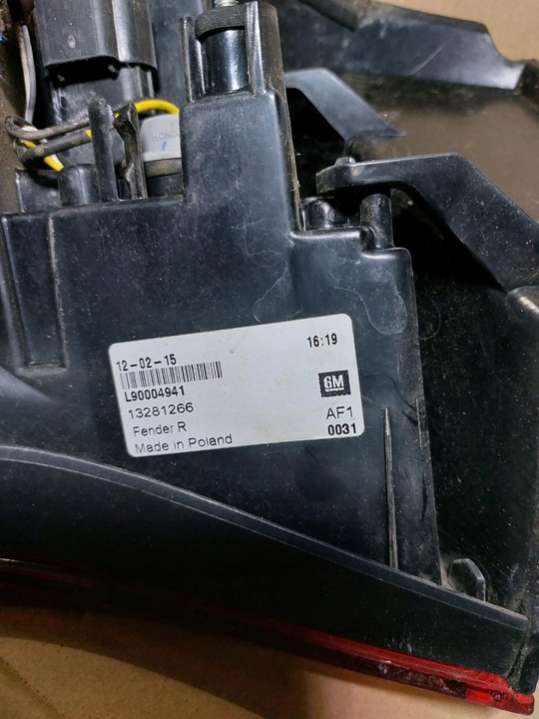 12-02-15 16:19
L90004941
GM
13281266 AF1
Fender R 0031
Made in Poland